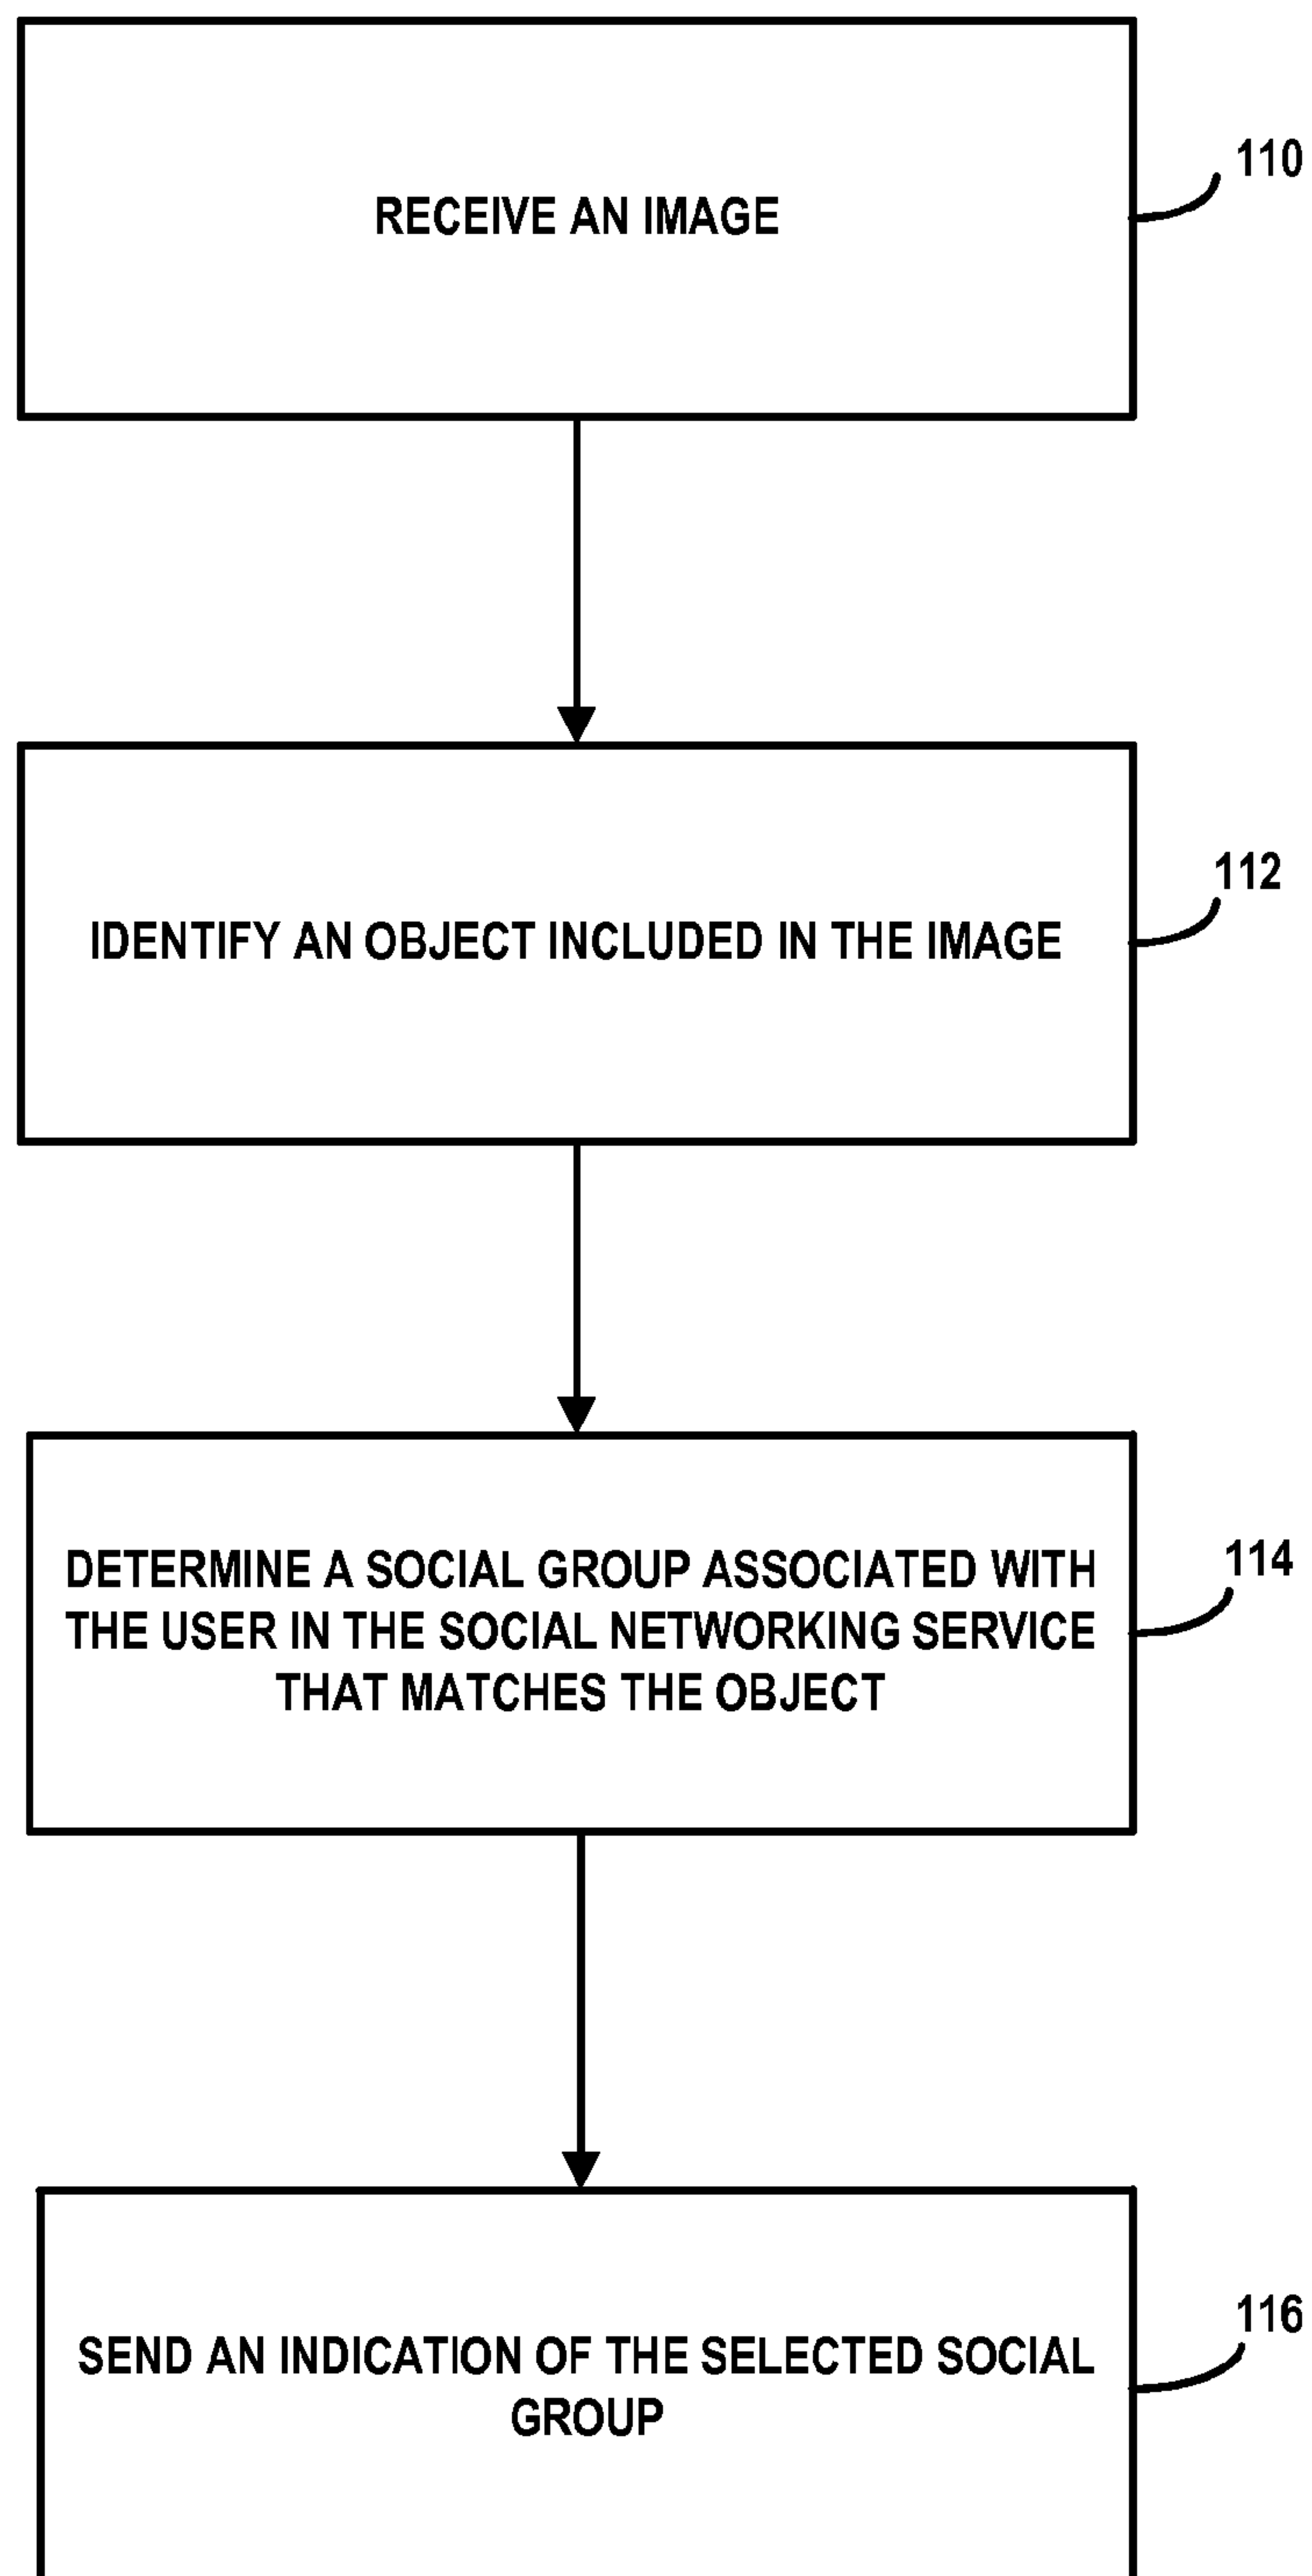 RECEIVE AN IMAGE
110
IDENTIFY AN OBJECT INCLUDED IN THE IMAGE
112
DETERMINE A SOCIAL GROUP ASSOCIATED WITH
THE USER IN THE SOCIAL NETWORKING SERVICE
THAT MATCHES THE OBJECT
114
SEND AN INDICATION OF THE SELECTED SOCIAL
GROUP
116